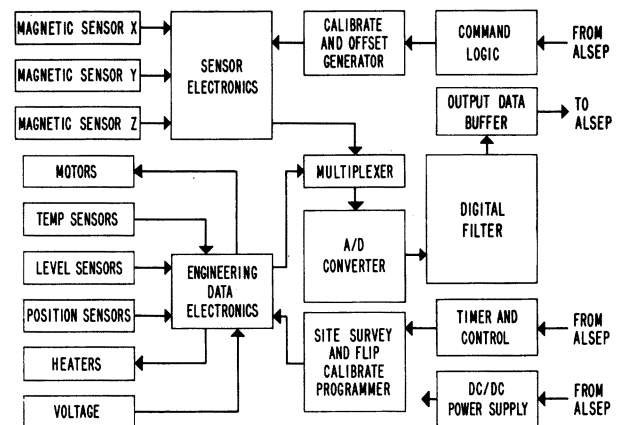 MAGNETIC SENSOR X
MAGNETIC SENSOR Y
MAGNETIC SENSOR Z
SENSOR
ELECTRONICS
CALIBRATE
AND OFFSET
GENERATOR
COMMAND
LOGIC
FROM
ALSEP
OUTPUT DATA
BUFFER
TO
ALSEP
MOTORS
TEMP SENSORS
LEVEL SENSORS
POSITION SENSORS
HEATERS
VOLTAGE
ENGINEERING
DATA
ELECTRONICS
MULTIPLEXER
A/D
CONVERTER
DIGITAL
FILTER
SITE SURVEY
AND FLIP
CALIBRATE
PROGRAMMER
TIMER AND
CONTROL
FROM
ALSEP
DC/DC
POWER SUPPLY
FROM
ALSEP